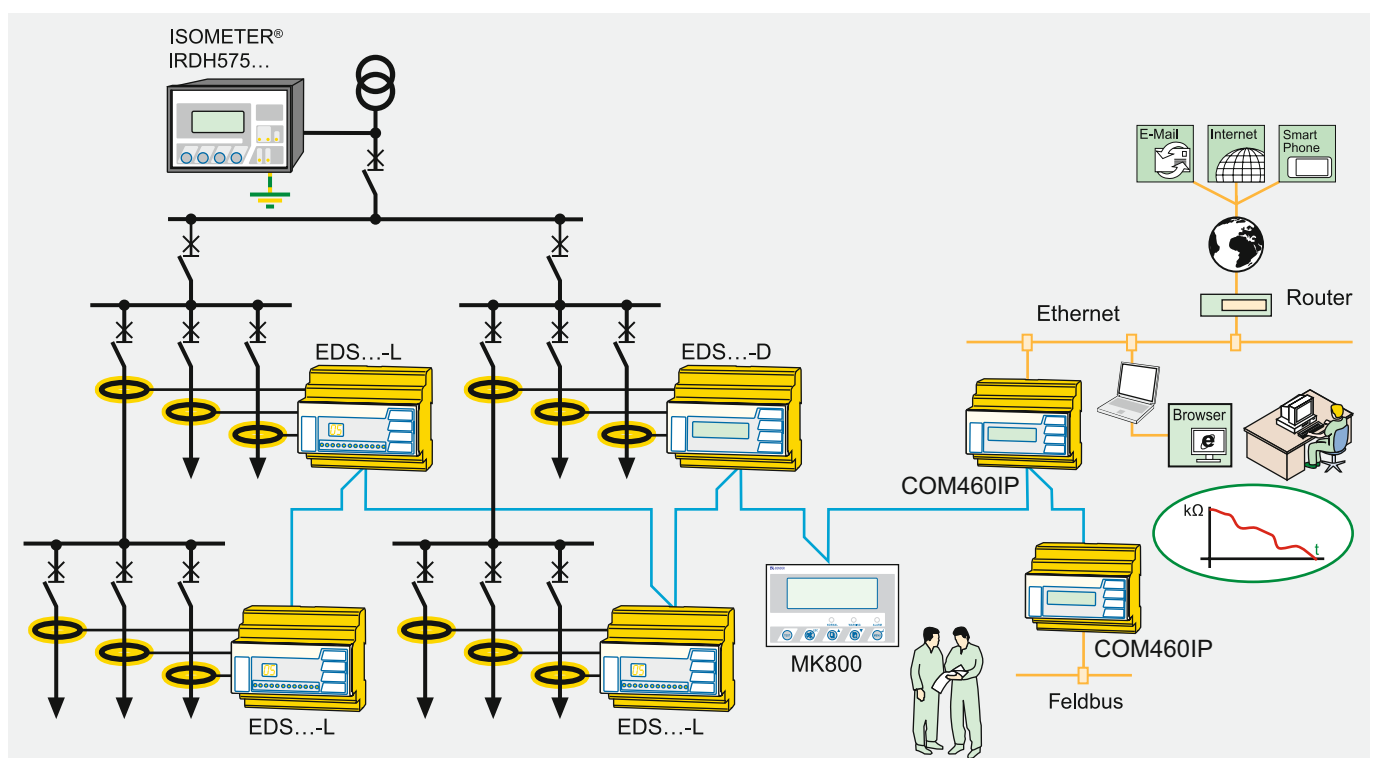 ISOMETER®
IRDH575...
E-Mail
Internet
Smart
Phone
Router
Ethernet
EDS...-L
EDS...-D
Browser
COM460IP
kΩ
t
COM460IP
MK800
Feldbus
EDS...-L
EDS...-L